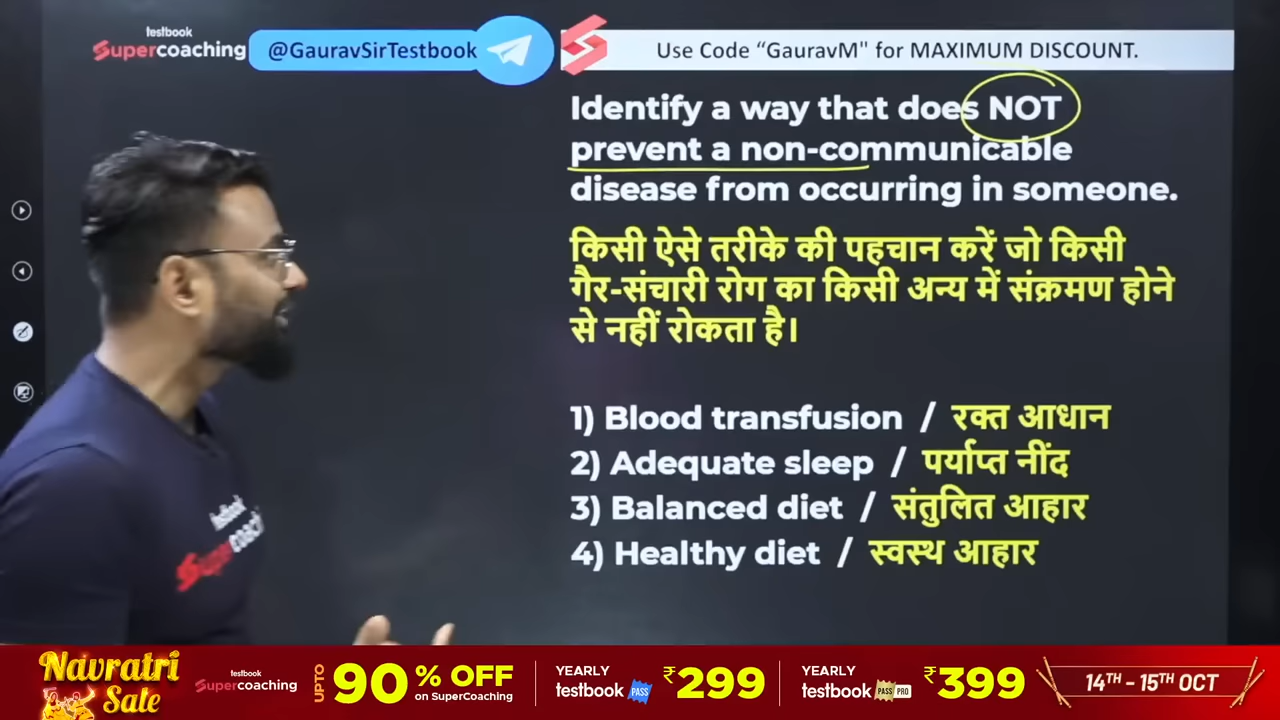 testbook
Supercoaching
@GauravSirTestbook
Use Code “GauravM" for MAXIMUM DISCOUNT.
Identify a way that does NOT
prevent a non-communicable
disease from occurring in someone.
किसी ऐसे तरीके की पहचान करें जो किसी
गैर-संचारी रोग का किसी अन्य में संक्रमण होने
से नहीं रोकता है।
1) Blood transfusion / रक्त आधान
2) Adequate sleep / पर्याप्त नींद
3) Balanced diet / संतुलित आहार
4) Healthy diet / स्वस्थ आहार
testbook
Supercoach
Navratri
Sale
testbook
Supercoaching
UPTO 90% OFF
on SuperCoaching
YEARLY
testbook PASS
₹299
YEARLY
testbook PASS PRO
₹399
14TH - 15TH OCT